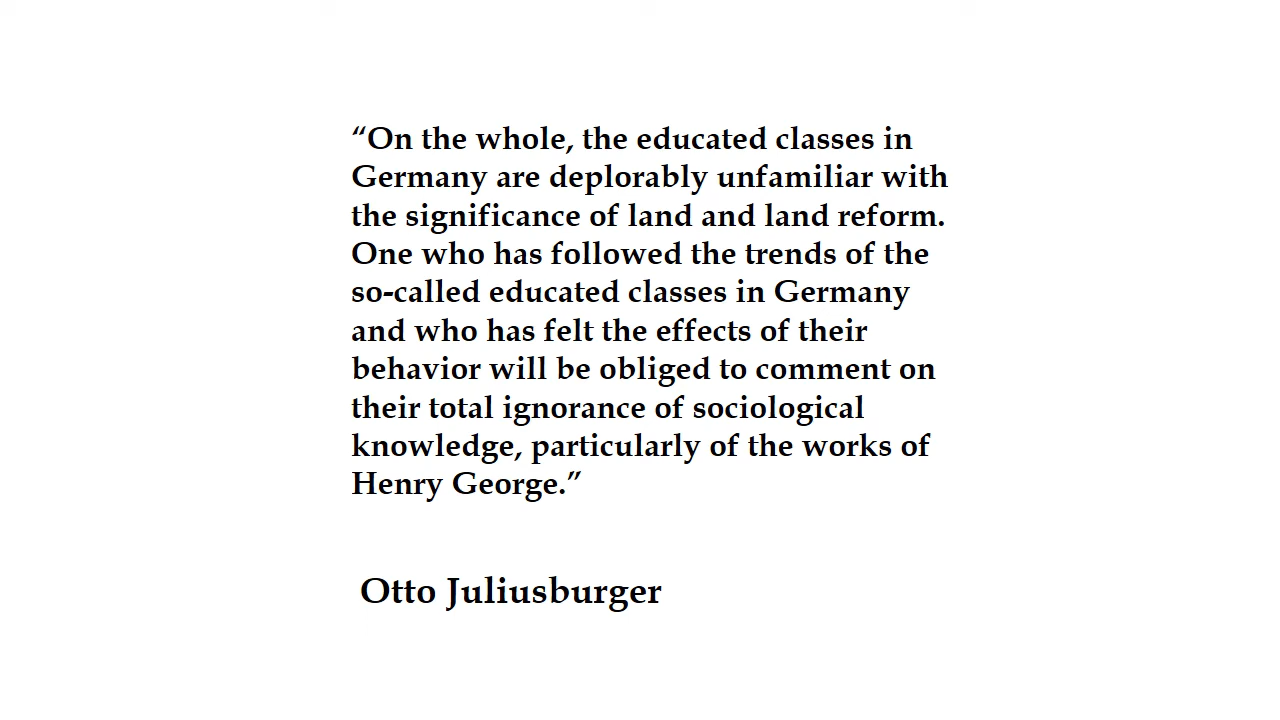 “On the whole, the educated classes in
Germany are deplorably unfamiliar with
the significance of land and land reform.
One who has followed the trends of the
so-called educated classes in Germany
and who has felt the effects of their
behavior will be obliged to comment on
their total ignorance of sociological
knowledge, particularly of the works of
Henry George.”
Otto Juliusburger